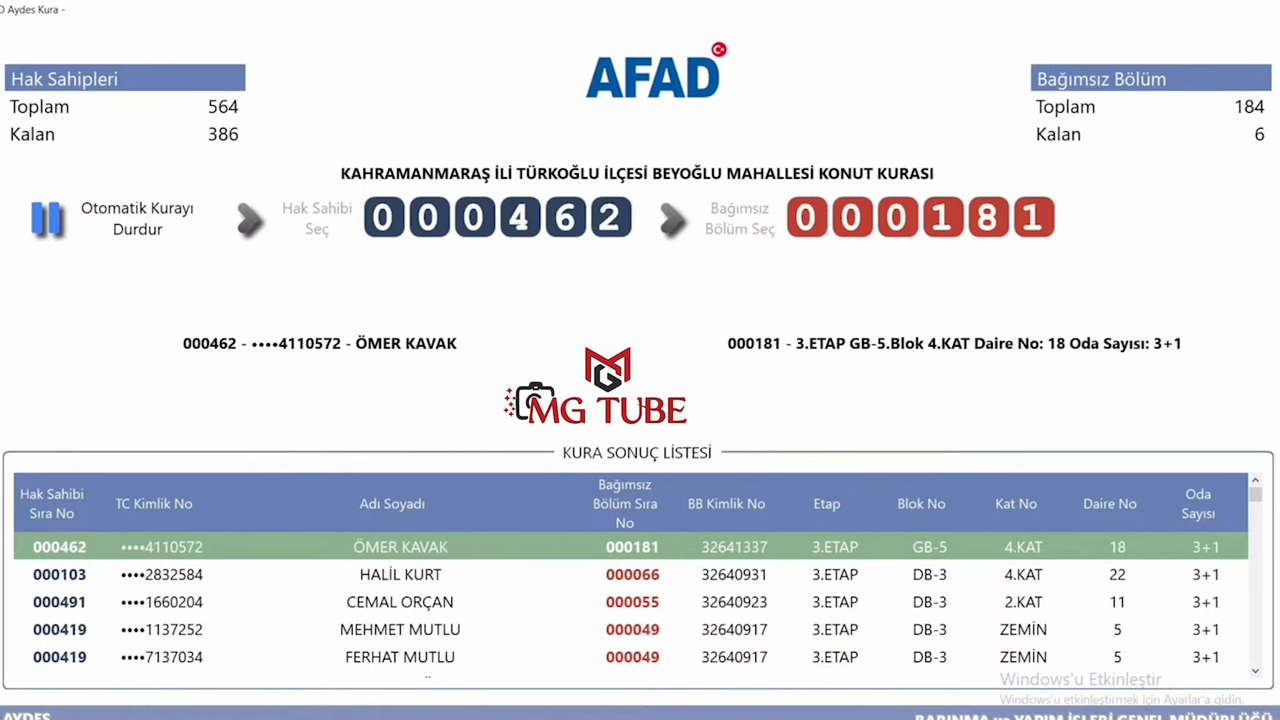 Aydes Kura -
AFAD
Hak Sahipleri
Toplam 564
Kalan 386
Bağımsız Bölüm
Toplam 184
Kalan 6
KAHRAMANMARAŞ İLİ TÜRKOĞLU İLÇESİ BEYOĞLU MAHALLESİ KONUT KURASI
Otomatik Kurayı
Durdur
Hak Sahibi
Seç
000462
Bağımsız
Bölüm Seç
000181
000462 - ••••4110572 - ÖMER KAVAK
000181 - 3.ETAP GB-5.Blok 4.KAT Daire No: 18 Oda Sayısı: 3+1
MG TUBE
KURA SONUÇ LİSTESİ
Hak Sahibi
Sıra No
TC Kimlik No
Adı Soyadı
Bağımsız
Bölüm Sıra
No
BB Kimlik No
Etap
Blok No
Kat No
Daire No
Oda
Sayısı
000462 ••••4110572 ÖMER KAVAK 000181 32641337 3.ETAP GB-5 4.KAT 18 3+1
000103 ••••2832584 HALİL KURT 000066 32640931 3.ETAP DB-3 4.KAT 22 3+1
000491 ••••1660204 CEMAL ORÇAN 000055 32640923 3.ETAP DB-3 2.KAT 11 3+1
000419 ••••1137252 MEHMET MUTLU 000049 32640917 3.ETAP DB-3 ZEMİN 5 3+1
000419 ••••7137034 FERHAT MUTLU 000049 32640917 3.ETAP DB-3 ZEMİN 5 3+1
Windows'u Etkinleştir
Windows'u etkinleştirmek için Ayarlar'a gidin.
AYDES
BARINMA ve YAPIM İŞLERİ GENEL MÜDÜRLÜĞÜ